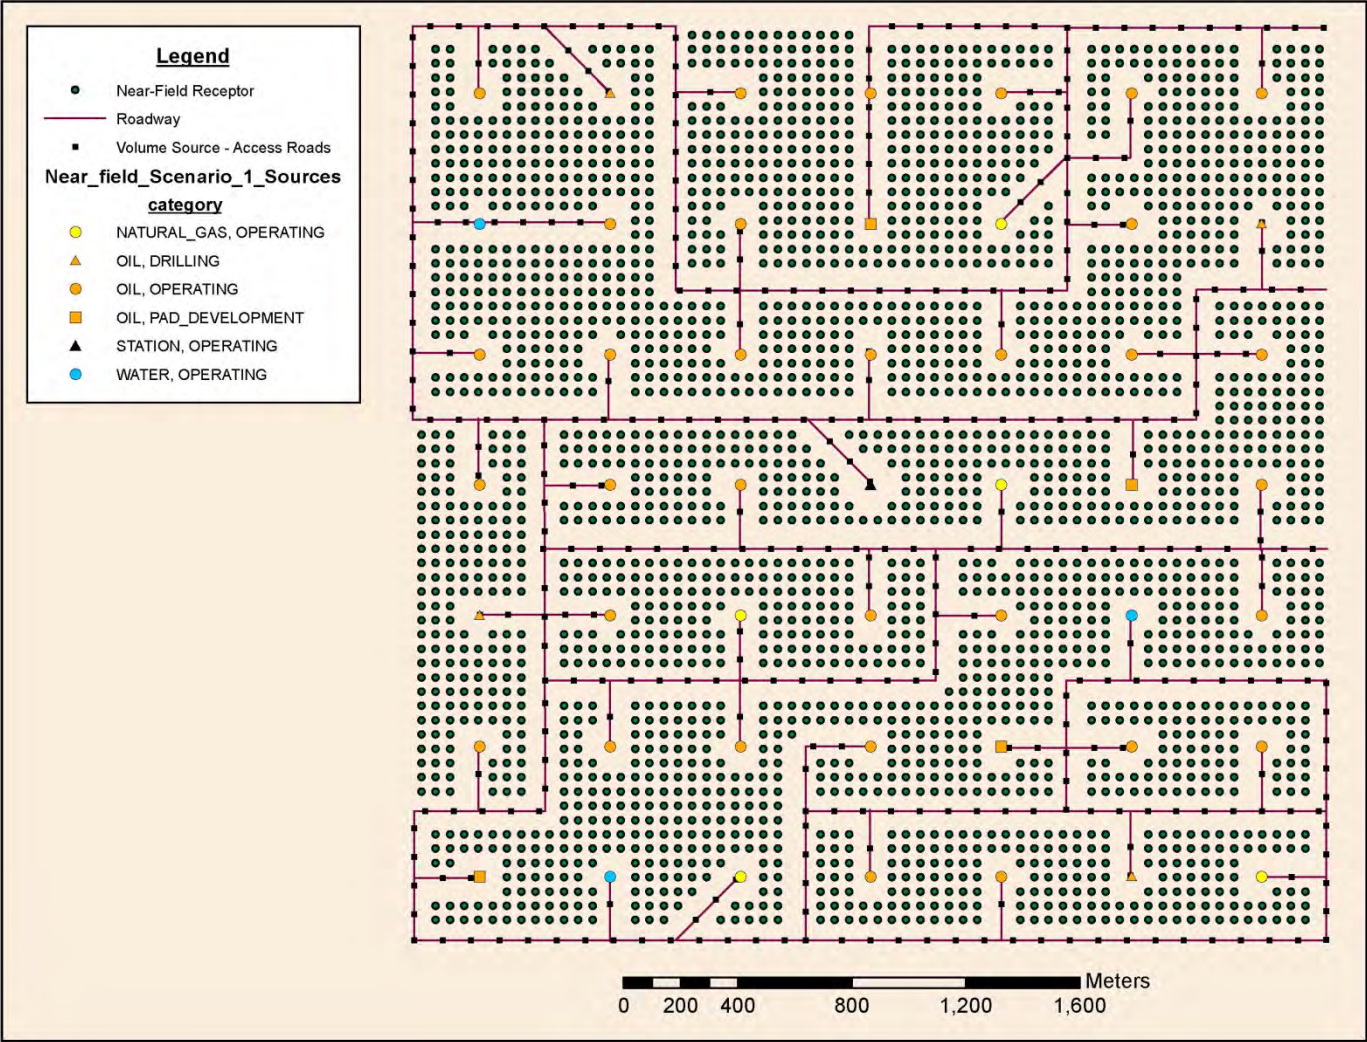 Legend
Near-Field Receptor
Roadway
Volume Source - Access Roads
Near_field_Scenario_1_Sources
category
NATURAL_GAS, OPERATING
OIL, DRILLING
OIL, OPERATING
OIL, PAD_DEVELOPMENT
STATION, OPERATING
WATER, OPERATING
Meters
0 200 400 800 1,200 1,600